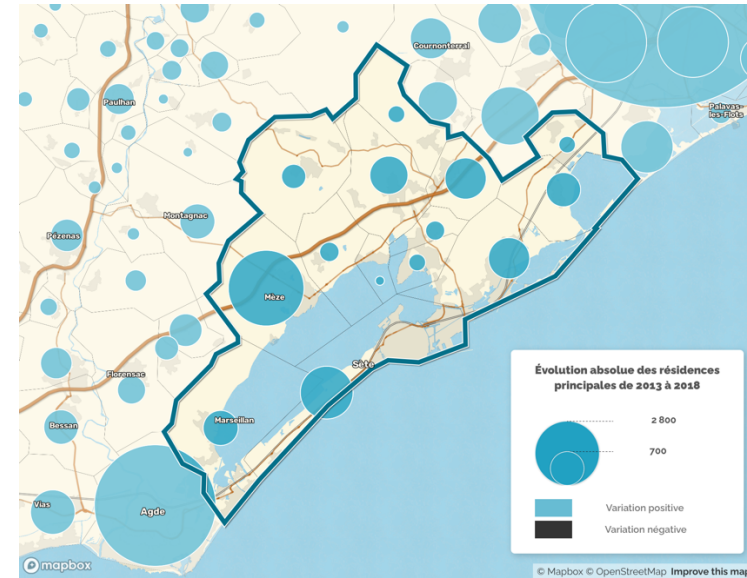 Cournonterral
Paulhan
Palavas-
les-Flots
Montagnac
Pézenas
Mèze
Sète
Florensac
Marseillan
Bessan
Vias
Agde
Évolution absolue des résidences
principales de 2013 à 2018
2 800
700
Variation positive
Variation négative
mapbox
© Mapbox © OpenStreetMap Improve this map